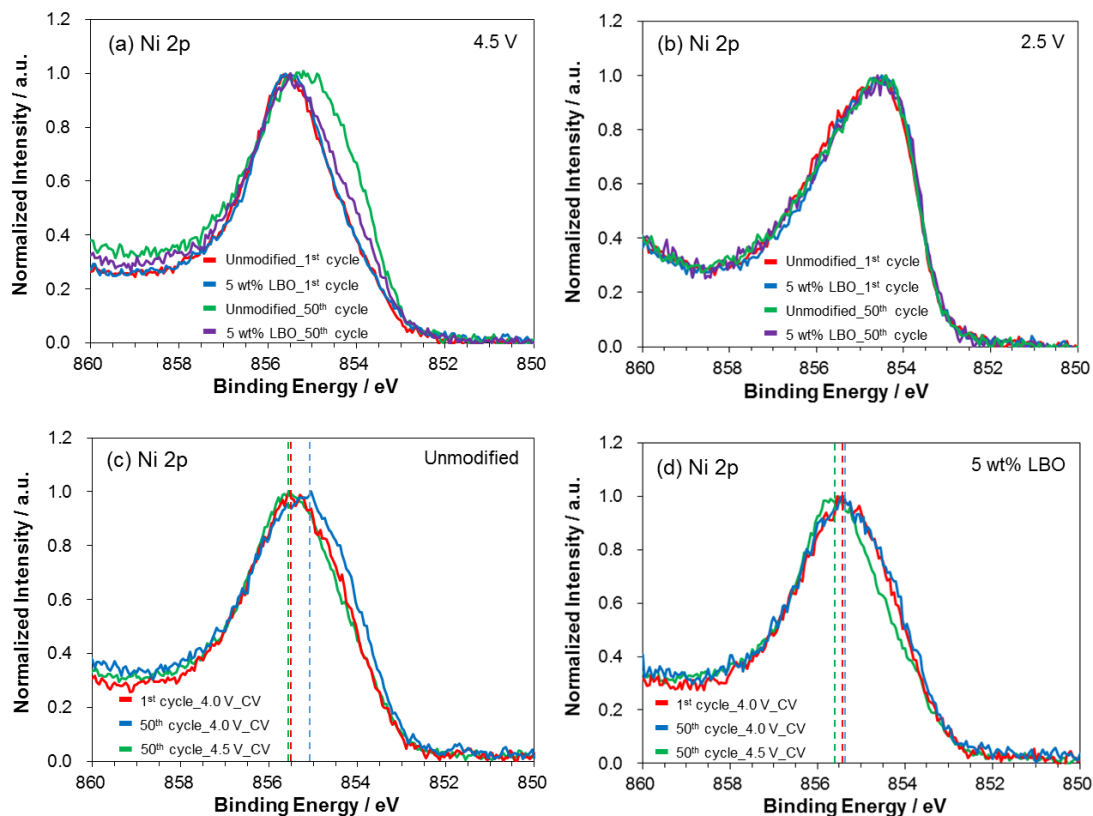 (a) Ni 2p
4.5 V
Normalized Intensity / a.u.
1.2
1.0
0.8
0.6
0.4
0.2
0.0
Unmodified_1st cycle
5 wt% LBO_1st cycle
Unmodified_50th cycle
5 wt% LBO_50th cycle
860
858
856
854
852
850
Binding Energy / eV
(b) Ni 2p
2.5 V
Normalized Intensity / a.u.
1.2
1.0
0.8
0.6
0.4
0.2
0.0
Unmodified_1st cycle
5 wt% LBO_1st cycle
Unmodified_50th cycle
5 wt% LBO_50th cycle
860
858
856
854
852
850
Binding Energy / eV
(c) Ni 2p
Unmodified
Normalized Intensity / a.u.
1.2
1.0
0.8
0.6
0.4
0.2
0.0
1st cycle_4.0 V_CV
50th cycle_4.0 V_CV
50th cycle_4.5 V_CV
860
858
856
854
852
850
Binding Energy / eV
(d) Ni 2p
5 wt% LBO
Normalized Intensity / a.u.
1.2
1.0
0.8
0.6
0.4
0.2
0.0
1st cycle_4.0 V_CV
50th cycle_4.0 V_CV
50th cycle_4.5 V_CV
860
858
856
854
852
850
Binding Energy / eV